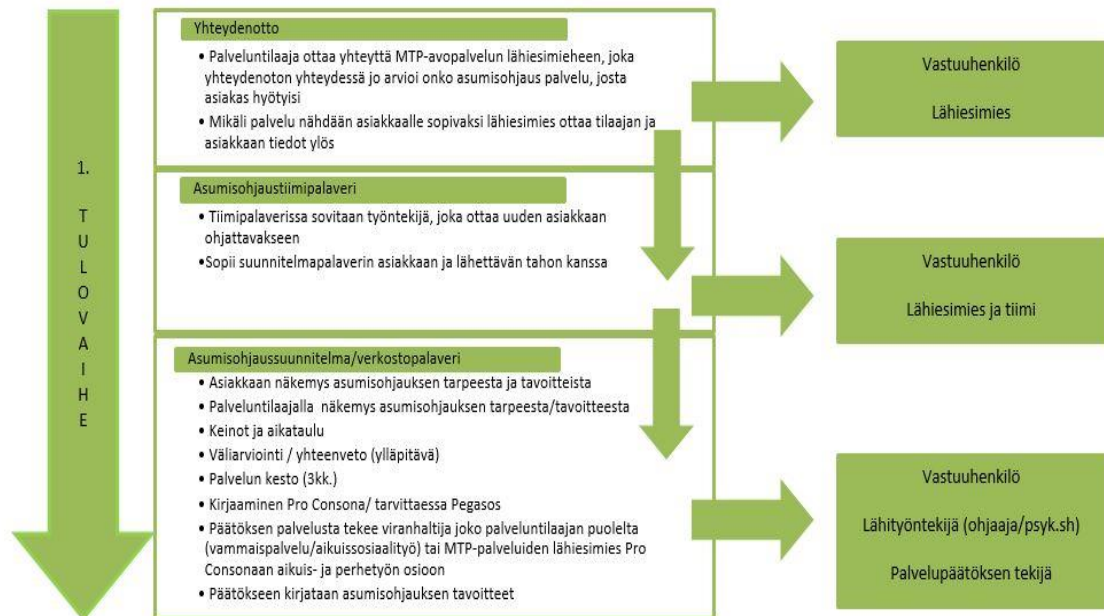 1.
T
U
L
O
V
A
I
H
E
Yhteydenotto
• Palveluntilaaja ottaa yhteyttä MTP-avopalvelun lähiesimieheen, joka
yhteydenoton yhteydessä jo arvioi onko asumisohjaus palvelu, josta
asiakas hyötyisi
• Mikäli palvelu nähdään asiakkaalle sopivaksi lähiesimies ottaa tilaajan ja
asiakkaan tiedot ylös
Vastuuhenkilö
Lähiesimies
Asumisohjaustiimipalaveri
• Tiimipalaverissa sovitaan työntekijä, joka ottaa uuden asiakkaan
ohjattavakseen
•Sopii suunnitelmapalaverin asiakkaan ja lähettävän tahon kanssa
Vastuuhenkilö
Lähiesimies ja tiimi
Asumisohjaussuunnitelma/verkostopalaveri
• Asiakkaan näkemys asumisohjauksen tarpeesta ja tavoitteista
• Palveluntilaajalla näkemys asumisohjauksen tarpeesta/tavoitteesta
• Keinot ja aikataulu
• Väliarviointi / yhteenveto (ylläpitävä)
• Palvelun kesto (3kk.)
• Kirjaaminen Pro Consona/ tarvittaessa Pegasos
• Päätöksen palvelusta tekee viranhaltija joko palveluntilaajan puolelta
(vammaispalvelu/aikuissosiaalityö) tai MTP-palveluiden lähiesimies Pro
Consonaan aikuis- ja perhetyön osioon
• Päätökseen kirjataan asumisohjauksen tavoitteet
Vastuuhenkilö
Lähityöntekijä (ohjaaja/psyk.sh)
Palvelupäätöksen tekijä